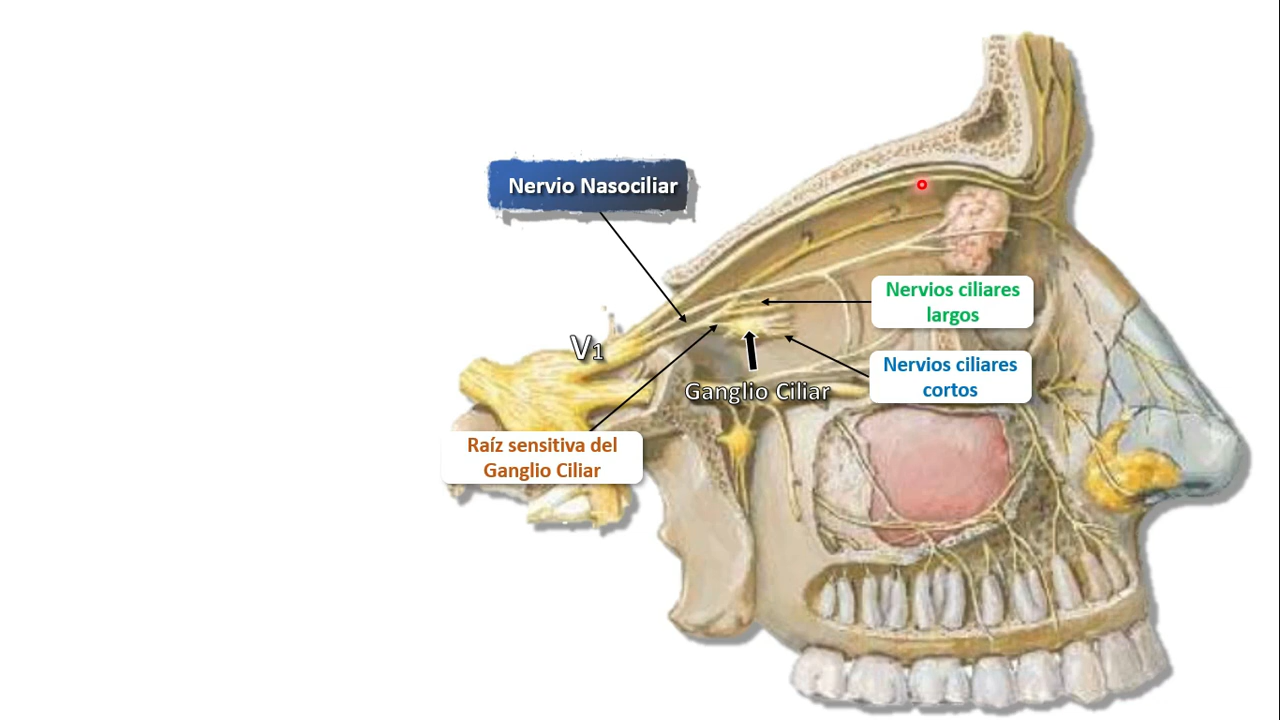 Nervio Nasociliar
Nervios ciliares
largos
V1
Nervios ciliares
cortos
Ganglio Ciliar
Raíz sensitiva del
Ganglio Ciliar